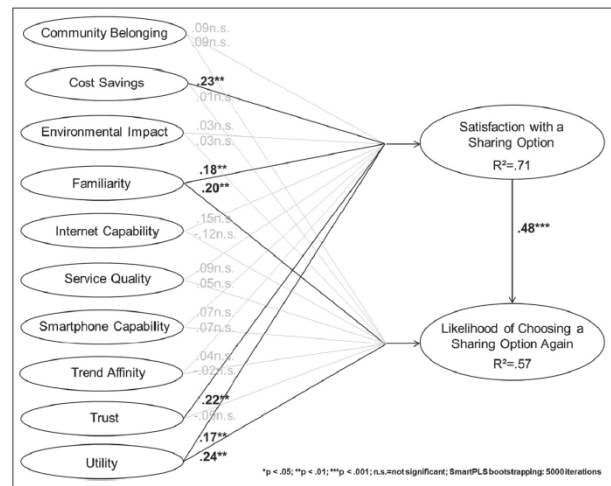 Community Belonging
.09n.s.
.09n.s.
Cost Savings
.23**
.01n.s.
Environmental Impact
.03n.s.
.03n.s.
Familiarity
.18**
.20**
Internet Capability
.15n.s.
-.12n.s.
Service Quality
.09n.s.
.05n.s.
Smartphone Capability
.07n.s.
.07n.s.
Trend Affinity
.04n.s.
-.02n.s.
Trust
.22**
-.09n.s.
Utility
.17**
.24**
Satisfaction with a
Sharing Option
R²=.71
.48***
Likelihood of Choosing a
Sharing Option Again
R²=.57
*p < .05; **p < .01; ***p < .001; n.s.=not significant; SmartPLS bootstrapping: 5000 iterations